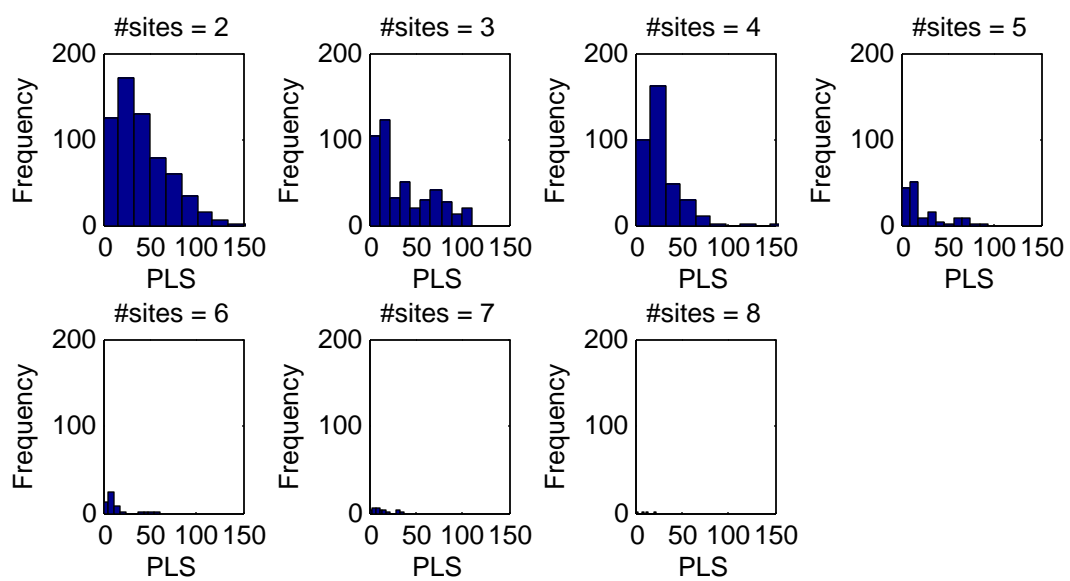 #sites = 2
200
100
0
Frequency
0 50 100 150
PLS
#sites = 3
200
100
0
Frequency
0 50 100 150
PLS
#sites = 4
200
100
0
Frequency
0 50 100 150
PLS
#sites = 5
200
100
0
Frequency
0 50 100 150
PLS
#sites = 6
200
100
0
Frequency
0 50 100 150
PLS
#sites = 7
200
100
0
Frequency
0 50 100 150
PLS
#sites = 8
200
100
0
Frequency
0 50 100 150
PLS